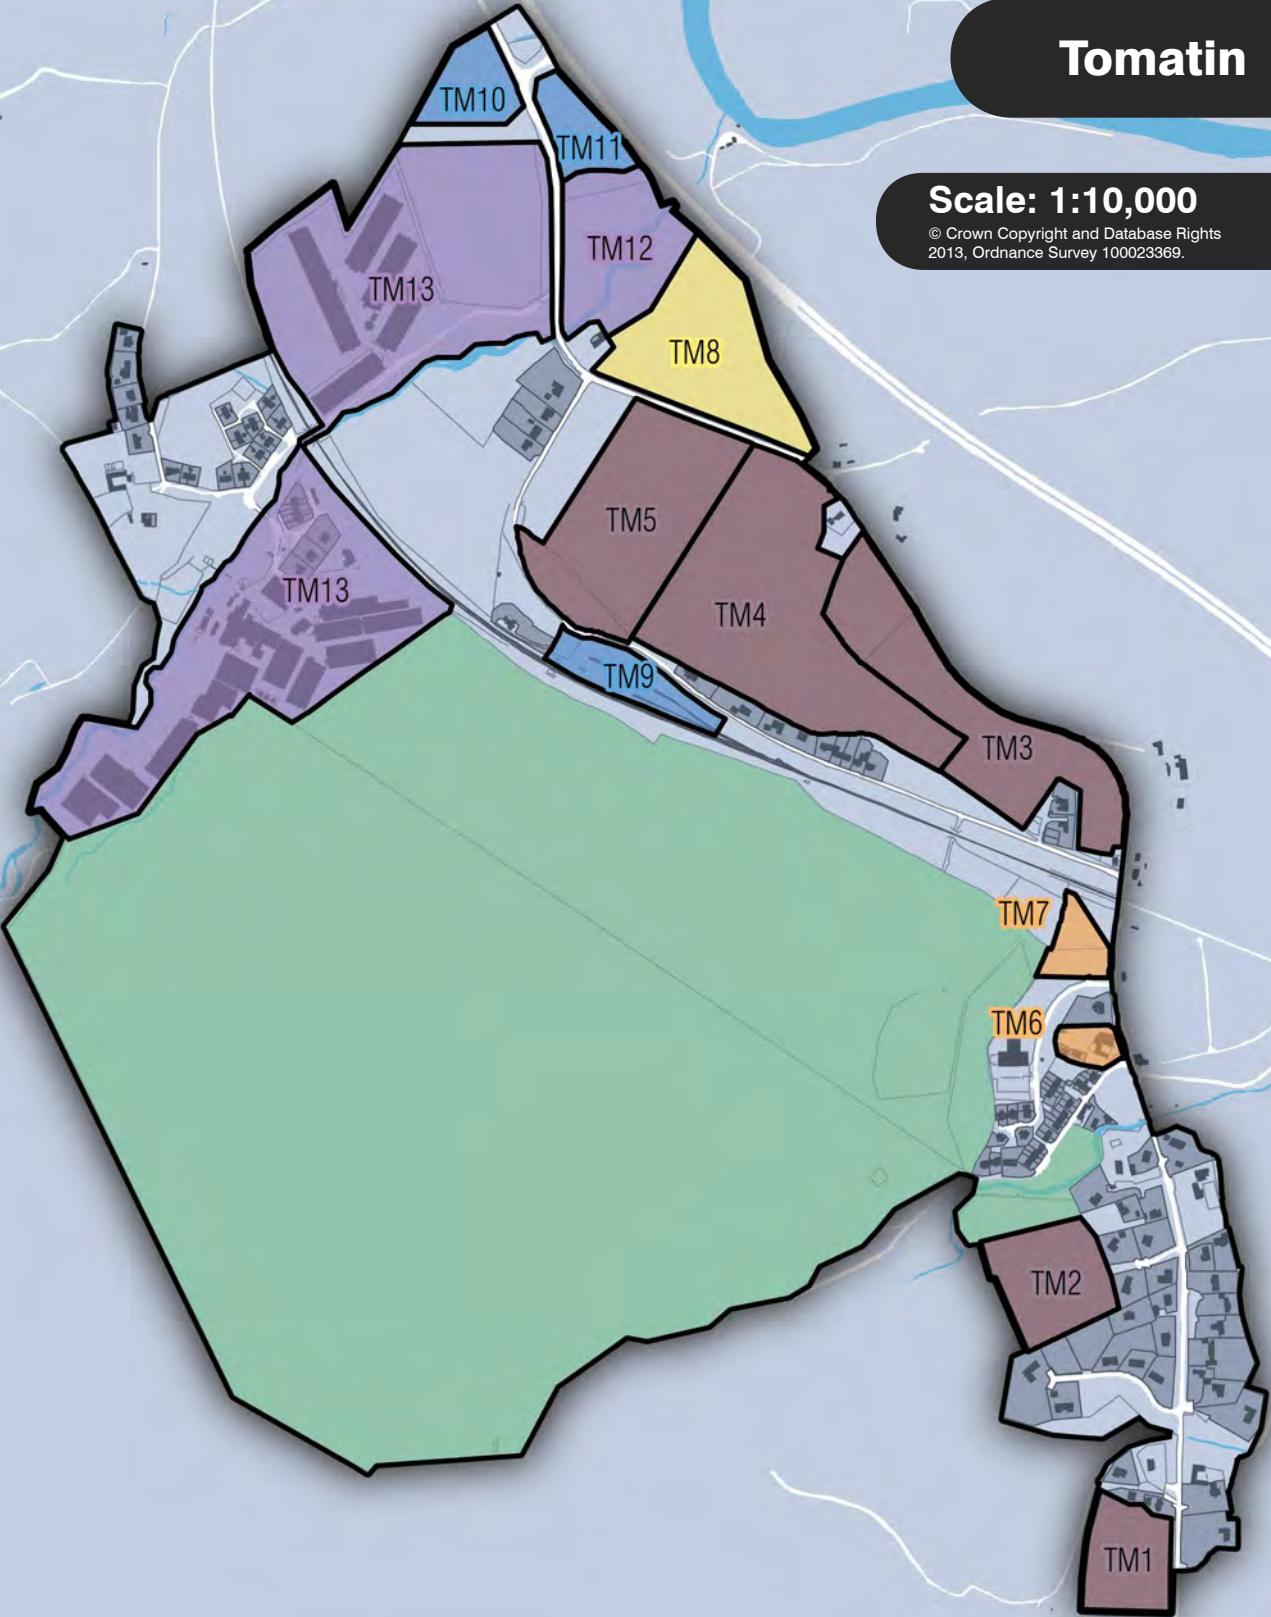 Tomatin
Scale: 1:10,000
© Crown Copyright and Database Rights
2013, Ordnance Survey 100023369.
TM10
TM11
TM12
TM13
TM8
TM5
TM13
TM4
TM9
TM3
TM7
TM6
TM2
TM1